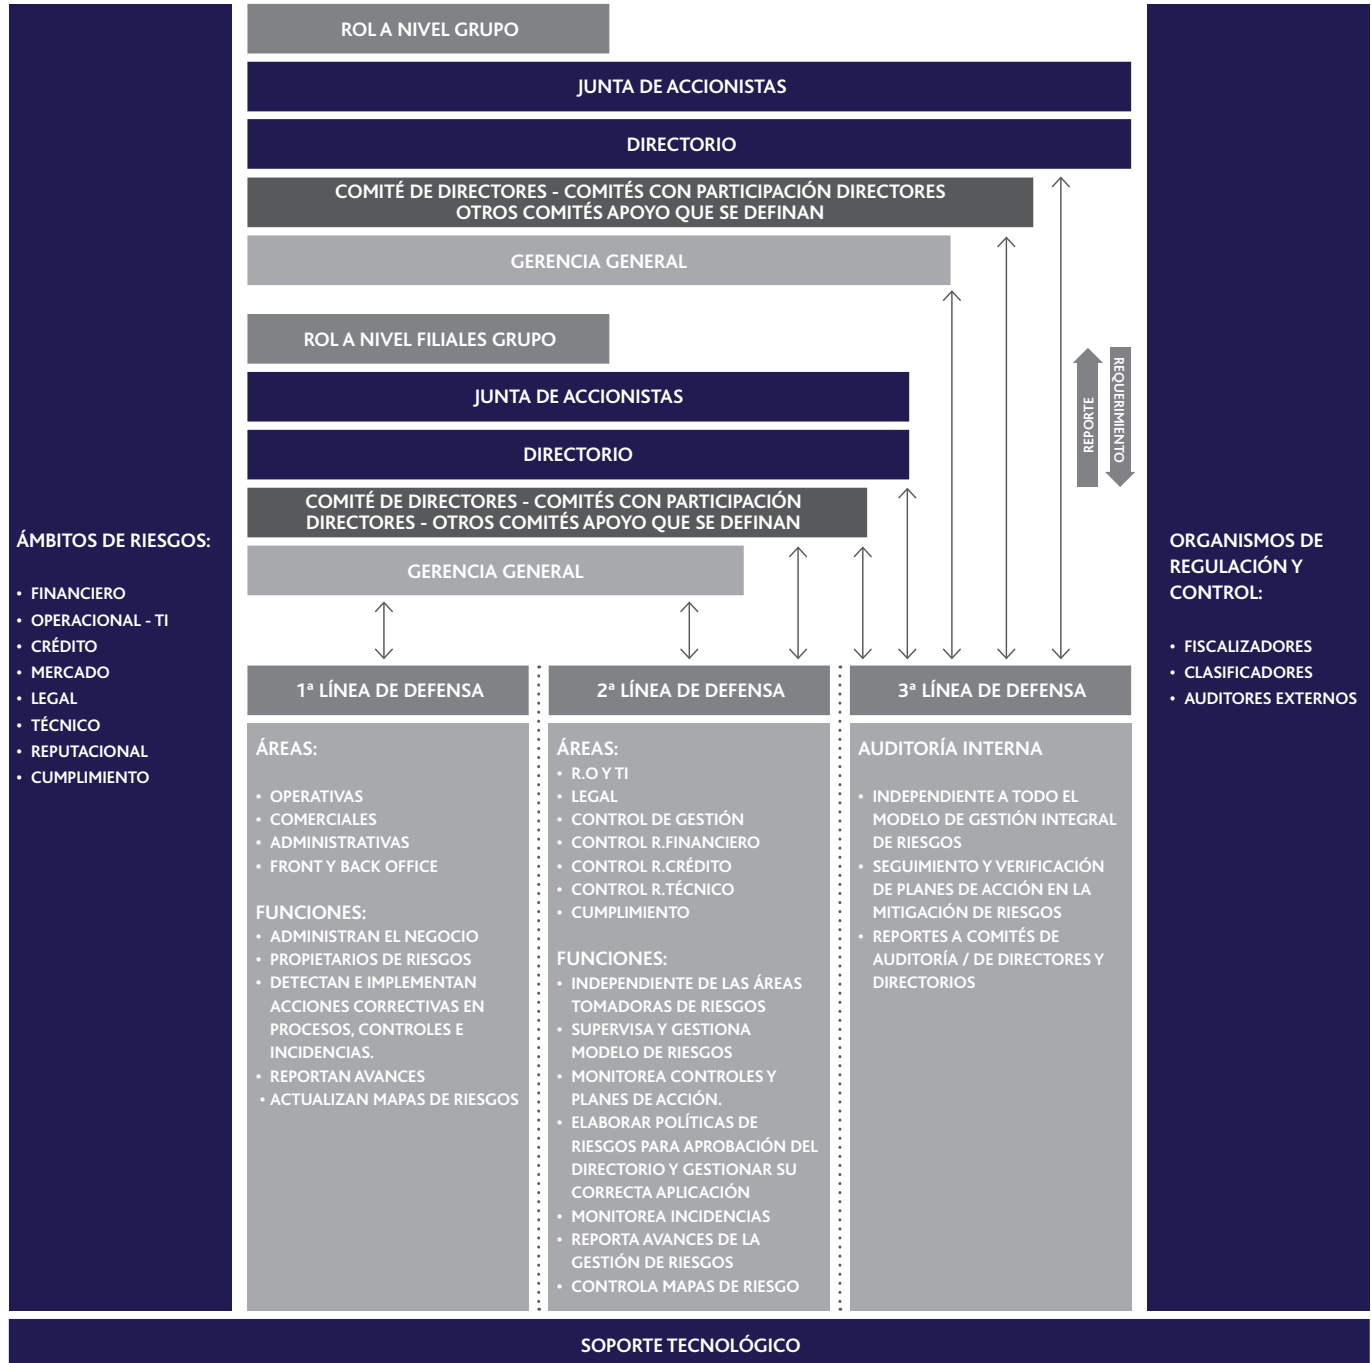 ROL A NIVEL GRUPO
JUNTA DE ACCIONISTAS
DIRECTORIO
COMITÉ DE DIRECTORES - COMITÉS CON PARTICIPACIÓN DIRECTORES
OTROS COMITÉS APOYO QUE SE DEFINAN
GERENCIA GENERAL
ROL A NIVEL FILIALES GRUPO
JUNTA DE ACCIONISTAS
DIRECTORIO
COMITÉ DE DIRECTORES - COMITÉS CON PARTICIPACIÓN
DIRECTORES - OTROS COMITÉS APOYO QUE SE DEFINAN
GERENCIA GENERAL
REPORTE
REQUERIMIENTO
ÁMBITOS DE RIESGOS:
• FINANCIERO
• OPERACIONAL - TI
• CRÉDITO
• MERCADO
• LEGAL
• TÉCNICO
• REPUTACIONAL
• CUMPLIMIENTO
1ª LÍNEA DE DEFENSA
ÁREAS:
• OPERATIVAS
• COMERCIALES
• ADMINISTRATIVAS
• FRONT Y BACK OFFICE
FUNCIONES:
• ADMINISTRAN EL NEGOCIO
• PROPIETARIOS DE RIESGOS
• DETECTAN E IMPLEMENTAN
ACCIONES CORRECTIVAS EN
PROCESOS, CONTROLES E
INCIDENCIAS.
• REPORTAN AVANCES
• ACTUALIZAN MAPAS DE RIESGOS
2ª LÍNEA DE DEFENSA
ÁREAS:
• R.O Y TI
• LEGAL
• CONTROL DE GESTIÓN
• CONTROL R.FINANCIERO
• CONTROL R.CRÉDITO
• CONTROL R.TÉCNICO
• CUMPLIMIENTO
FUNCIONES:
• INDEPENDIENTE DE LAS ÁREAS
TOMADORAS DE RIESGOS
• SUPERVISA Y GESTIONA
MODELO DE RIESGOS
• MONITOREA CONTROLES Y
PLANES DE ACCIÓN.
• ELABORAR POLÍTICAS DE
RIESGOS PARA APROBACIÓN DEL
DIRECTORIO Y GESTIONAR SU
CORRECTA APLICACIÓN
• MONITOREA INCIDENCIAS
• REPORTA AVANCES DE LA
GESTIÓN DE RIESGOS
• CONTROLA MAPAS DE RIESGO
3ª LÍNEA DE DEFENSA
AUDITORÍA INTERNA
• INDEPENDIENTE A TODO EL
MODELO DE GESTIÓN INTEGRAL
DE RIESGOS
• SEGUIMIENTO Y VERIFICACIÓN
DE PLANES DE ACCIÓN EN LA
MITIGACIÓN DE RIESGOS
• REPORTES A COMITÉS DE
AUDITORÍA / DE DIRECTORES Y
DIRECTORIOS
ORGANISMOS DE
REGULACIÓN Y
CONTROL:
• FISCALIZADORES
• CLASIFICADORES
• AUDITORES EXTERNOS
SOPORTE TECNOLÓGICO